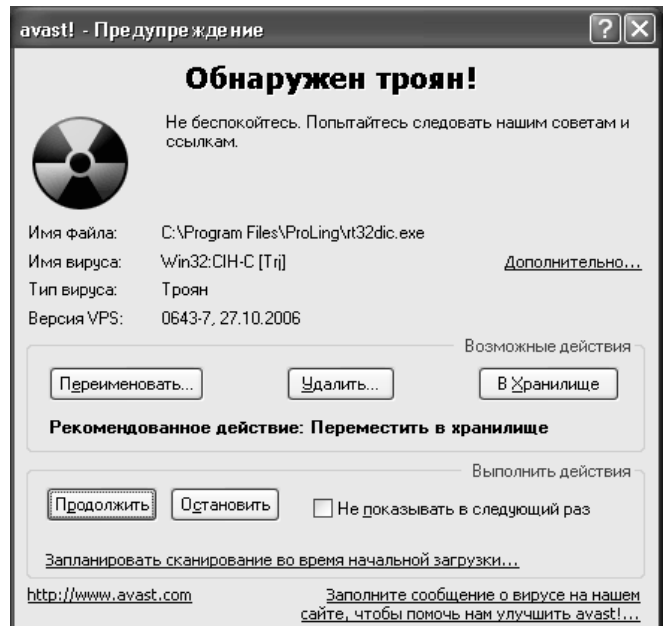 avast! - Предупреждение
Обнаружен троян!
Не беспокойтесь. Попытайтесь следовать нашим советам и
ссылкам.
Имя файла: C:\Program Files\ProLing\rt32dic.exe
Имя вируса: Win32:CIH-C [Trj] Дополнительно...
Тип вируса: Троян
Версия VPS: 0643-7, 27.10.2006
Возможные действия
Переименовать... Удалить... В Хранилище
Рекомендованное действие: Переместить в хранилище
Выполнить действия
Продолжить Остановить Не показывать в следующий раз
Запланировать сканирование во время начальной загрузки...
http://www.avast.com Заполните сообщение о вирусе на нашем
сайте, чтобы помочь нам улучшить avast!...